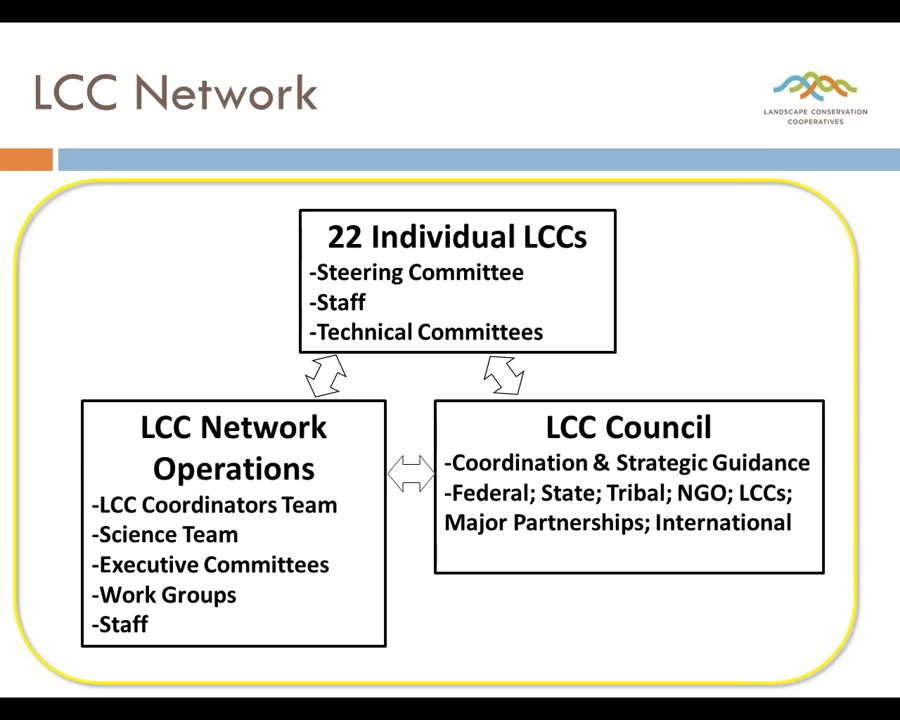 LCC Network
LANDSCAPE CONSERVATION
COOPERATIVES
22 Individual LCCs
-Steering Committee
-Staff
-Technical Committees
LCC Network
Operations
-LCC Coordinators Team
-Science Team
-Executive Committees
-Work Groups
-Staff
LCC Council
-Coordination & Strategic Guidance
-Federal; State; Tribal; NGO; LCCs;
Major Partnerships; International